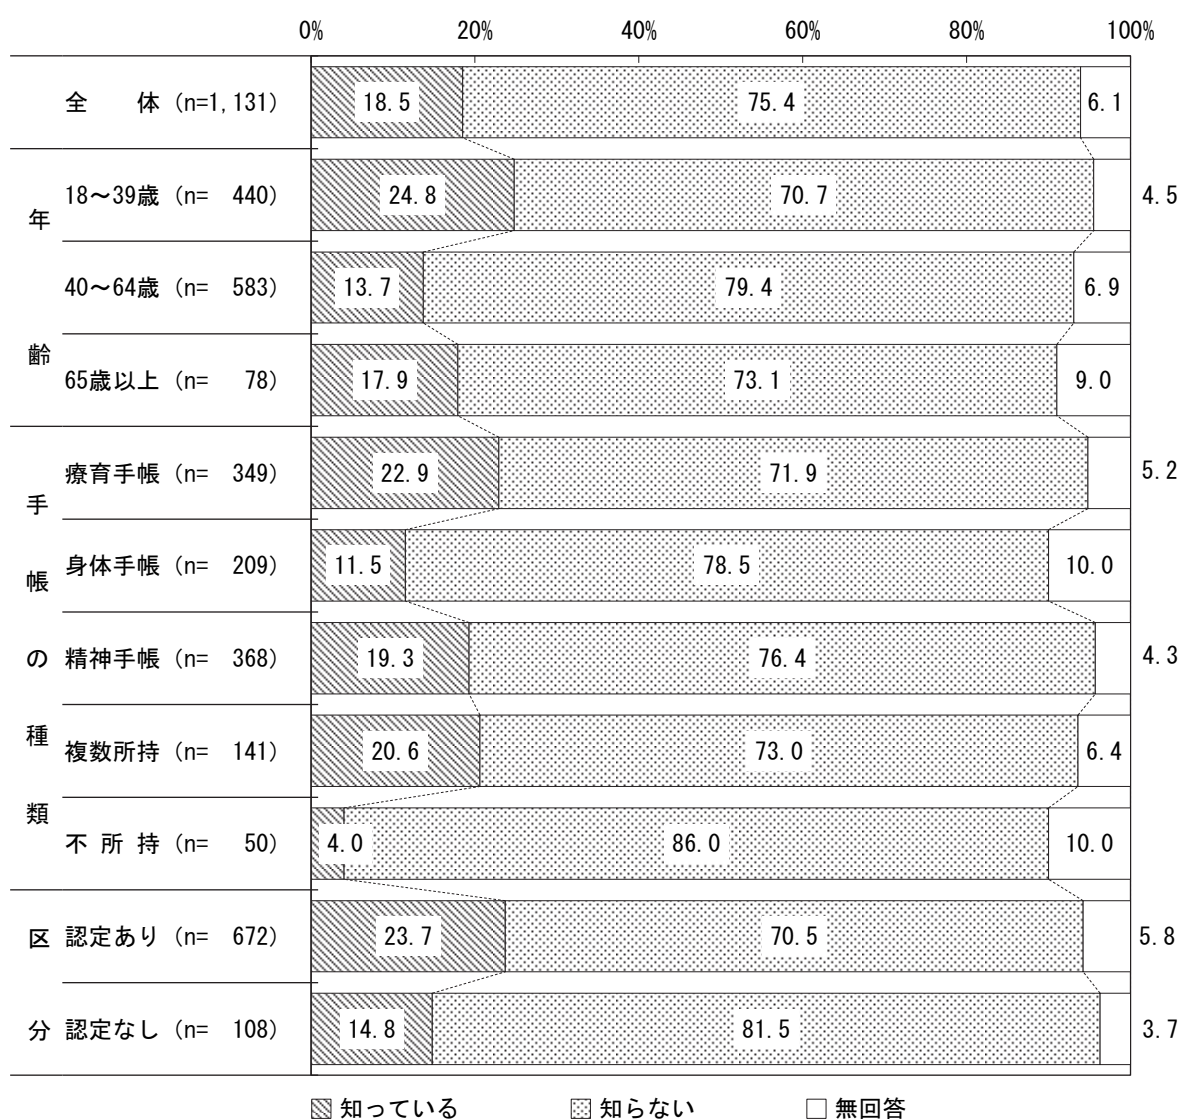 0% 20% 40% 60% 80% 100%
全 体 (n=1,131) 18.5 75.4 6.1
年齢
18～39歳 (n= 440) 24.8 70.7 4.5
40～64歳 (n= 583) 13.7 79.4 6.9
65歳以上 (n= 78) 17.9 73.1 9.0
手帳の種類
療育手帳 (n= 349) 22.9 71.9 5.2
身体手帳 (n= 209) 11.5 78.5 10.0
精神手帳 (n= 368) 19.3 76.4 4.3
複数所持 (n= 141) 20.6 73.0 6.4
不 所 持 (n= 50) 4.0 86.0 10.0
区分
認定あり (n= 672) 23.7 70.5 5.8
認定なし (n= 108) 14.8 81.5 3.7
知っている 知らない 無回答